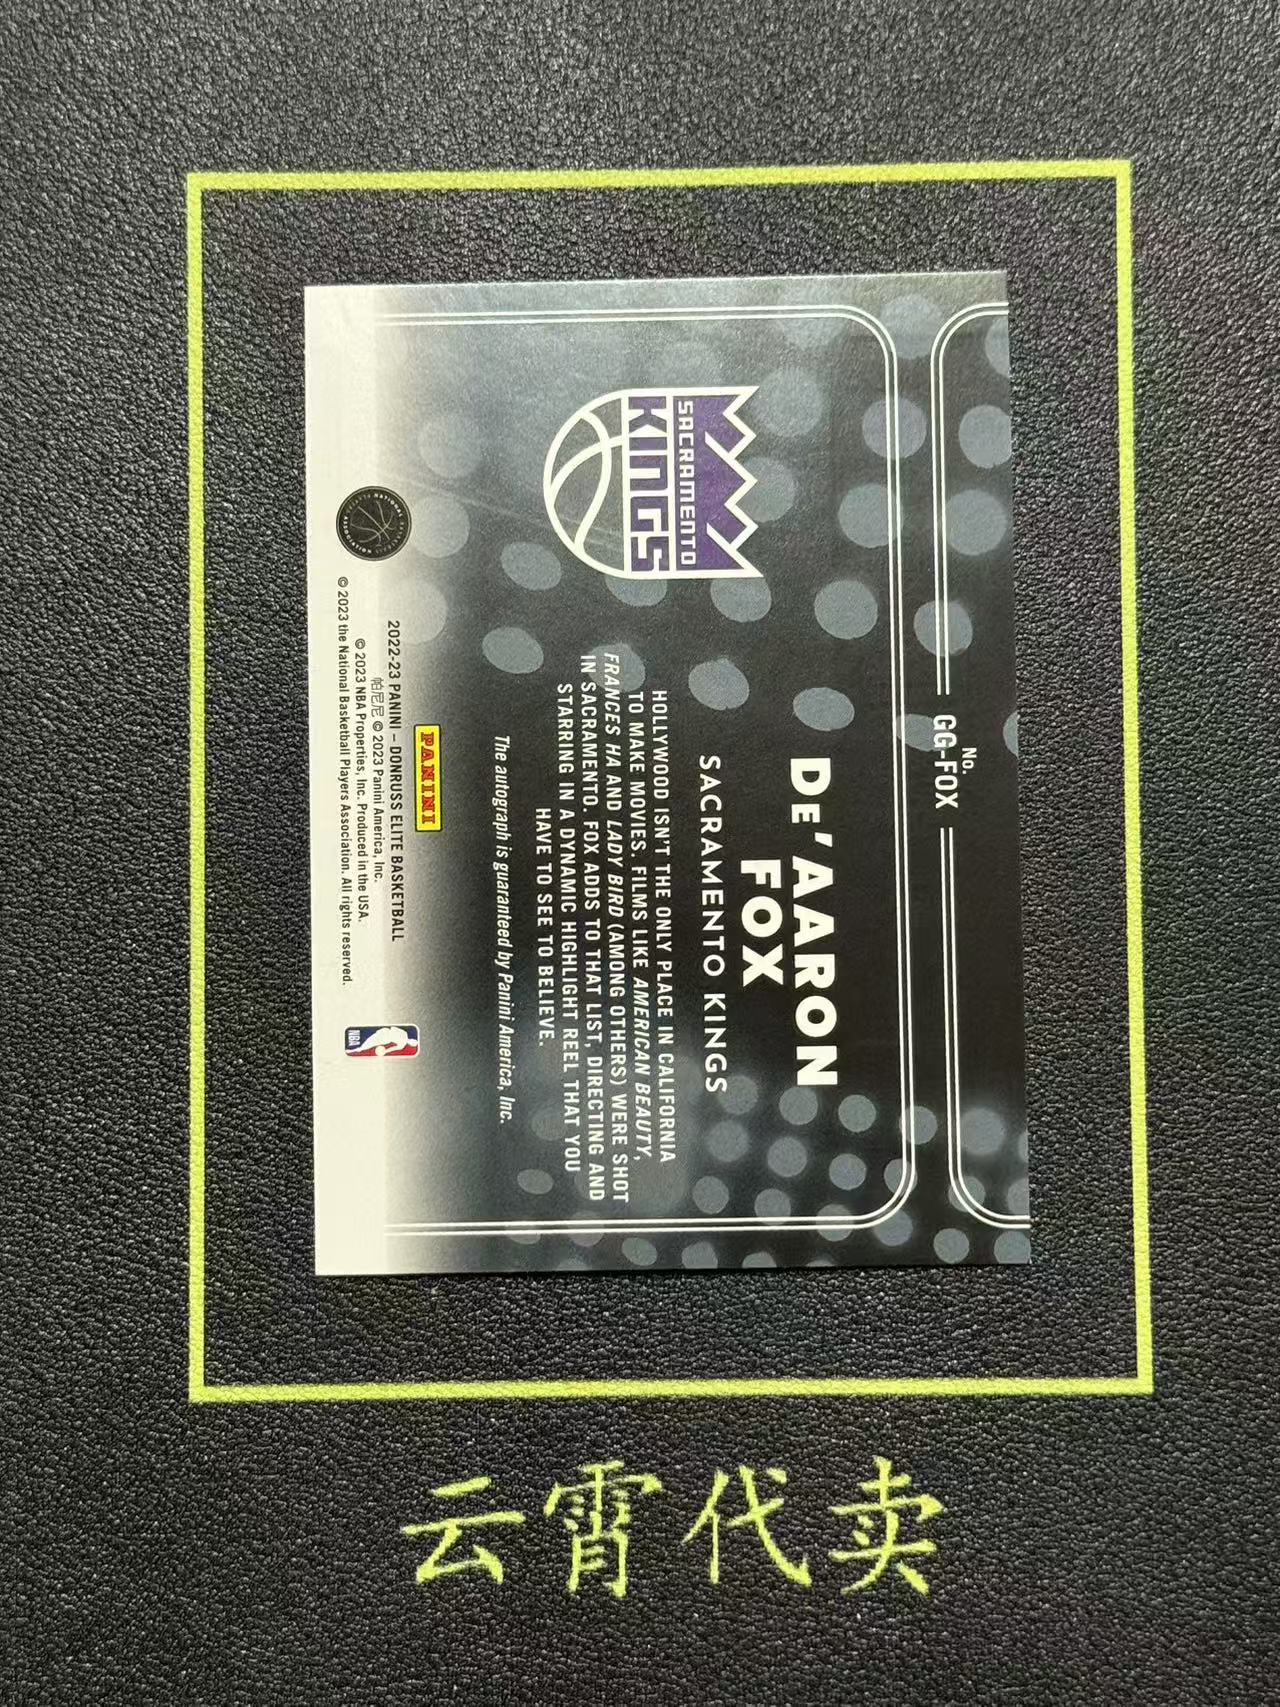 No.
GG-FOX
DE'AARON
FOX
SACRAMENTO KINGS
SACRAMENTO
KINGS
HOLLYWOOD ISN'T THE ONLY PLACE IN CALIFORNIA
TO MAKE MOVIES. FILMS LIKE AMERICAN BEAUTY,
FRANCES HA AND LADY BIRD (AMONG OTHERS) WERE SHOT
IN SACRAMENTO. FOX ADDS TO THAT LIST, DIRECTING AND
STARRING IN A DYNAMIC HIGHLIGHT REEL THAT YOU
HAVE TO SEE TO BELIEVE.
The autograph is guaranteed by Panini America, Inc.
PANINI
2022-23 PANINI – DONRUSS ELITE BASKETBALL
帕尼尼 © 2023 Panini America, Inc.
© 2023 NBA Properties, Inc. Produced in the USA.
© 2023 the National Basketball Players Association. All rights reserved.
NBA
云霄代卖